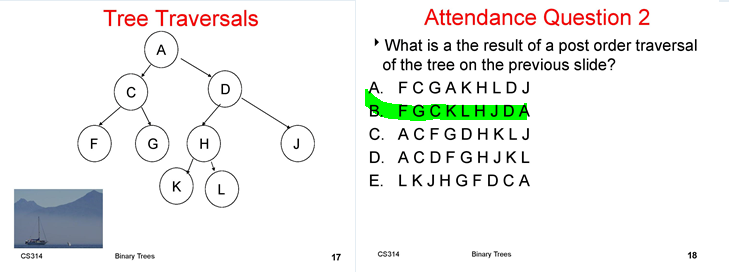 Tree Traversals
A
C
D
F
G
H
J
K
L
CS314
Binary Trees
17
Attendance Question 2
What is a the result of a post order traversal
of the tree on the previous slide?
A. F C G A K H L D J
B. F G C K L H J D A
C. A C F G D H K L J
D. A C D F G H J K L
E. L K J H G F D C A
CS314
Binary Trees
18